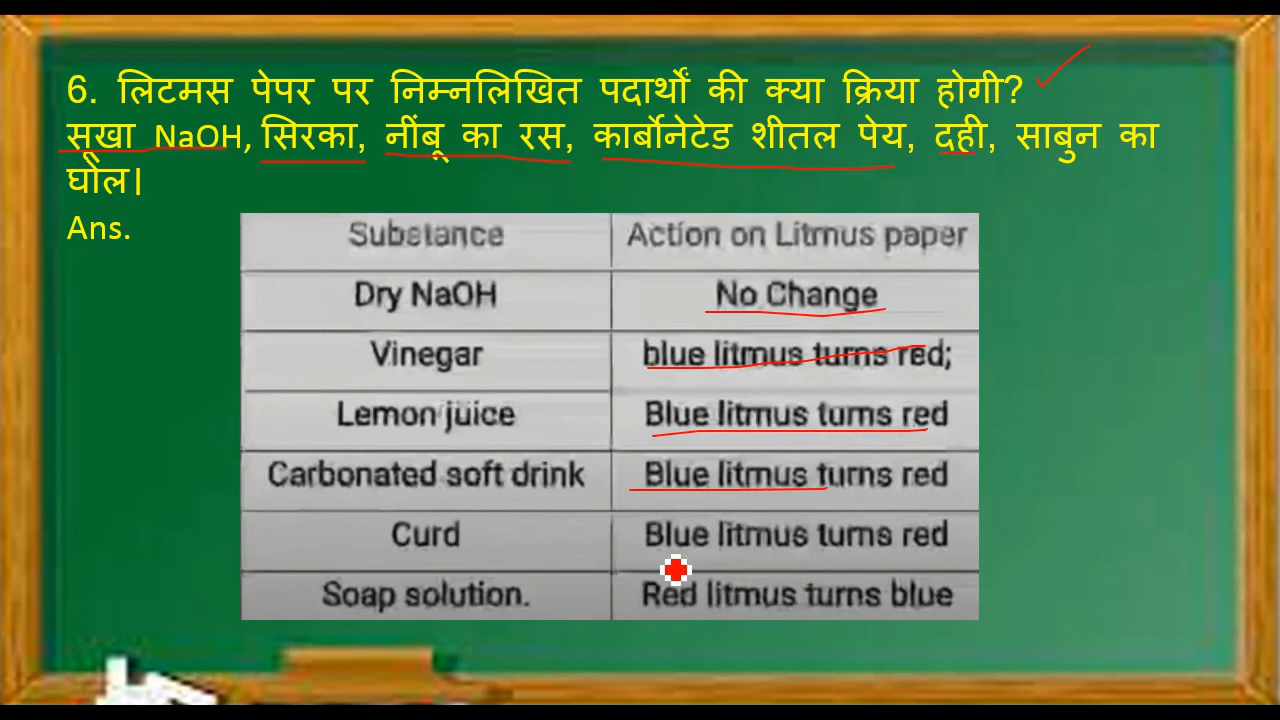 6. लिटमस पेपर पर निम्नलिखित पदार्थों की क्या क्रिया होगी?
सूखा NaOH, सिरका, नींबू का रस, कार्बोनेटेड शीतल पेय, दही, साबुन का
घोल।
Ans.
Substance Action on Litmus paper
Dry NaOH No Change
Vinegar blue litmus turns red;
Lemon juice Blue litmus turns red
Carbonated soft drink Blue litmus turns red
Curd Blue litmus turns red
Soap solution. Red litmus turns blue